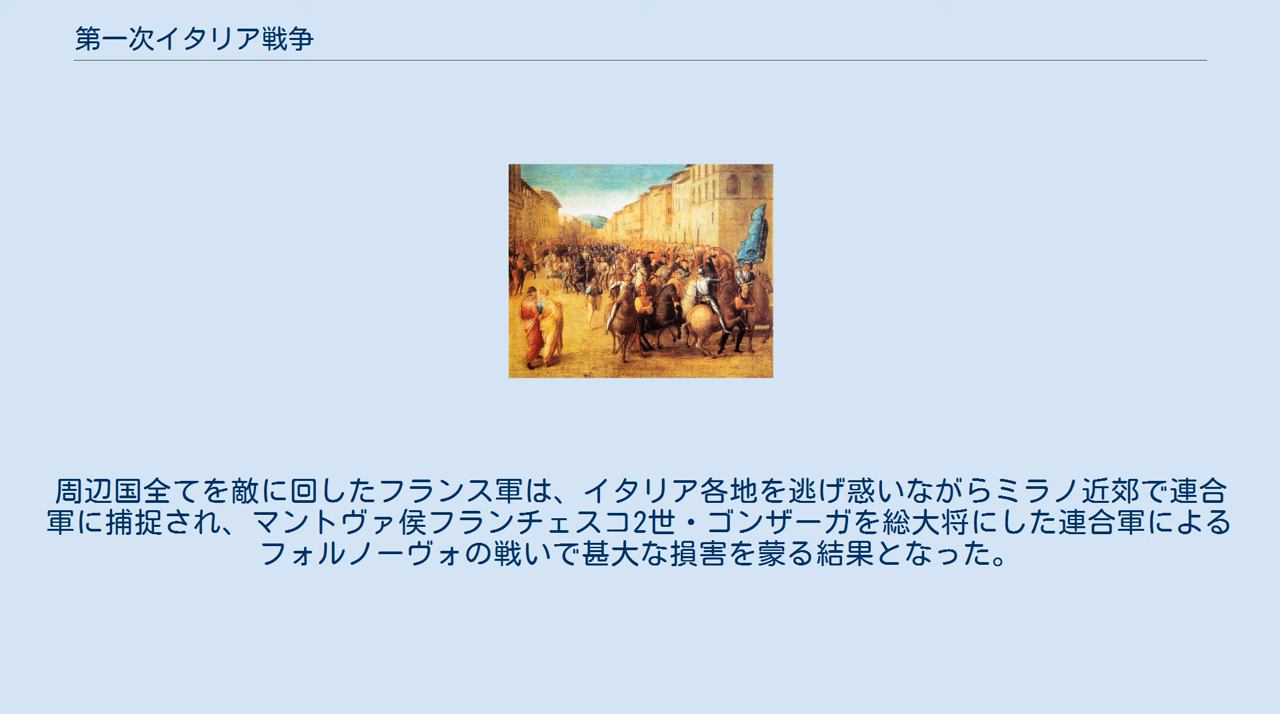 第一次イタリア戦争
周辺国全てを敵に回したフランス軍は、イタリア各地を逃げ惑いながらミラノ近郊で連合
軍に捕捉され、マントヴァ侯フランチェスコ2世・ゴンザーガを総大将にした連合軍による
フォルノーヴォの戦いで甚大な損害を蒙る結果となった。